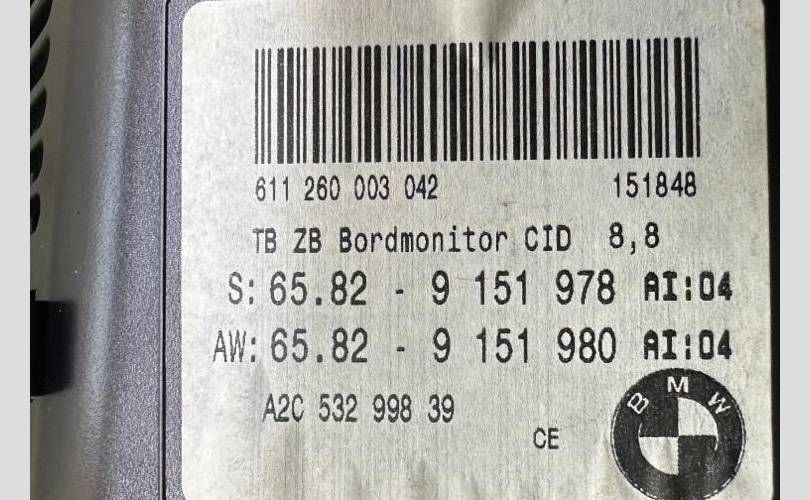 611 260 003 042 151848
TB ZB Bordmonitor CID 8,8
S: 65.82 - 9 151 978 AI:04
AW: 65.82 - 9 151 980 AI:04
A2C 532 998 39
CE
BMW